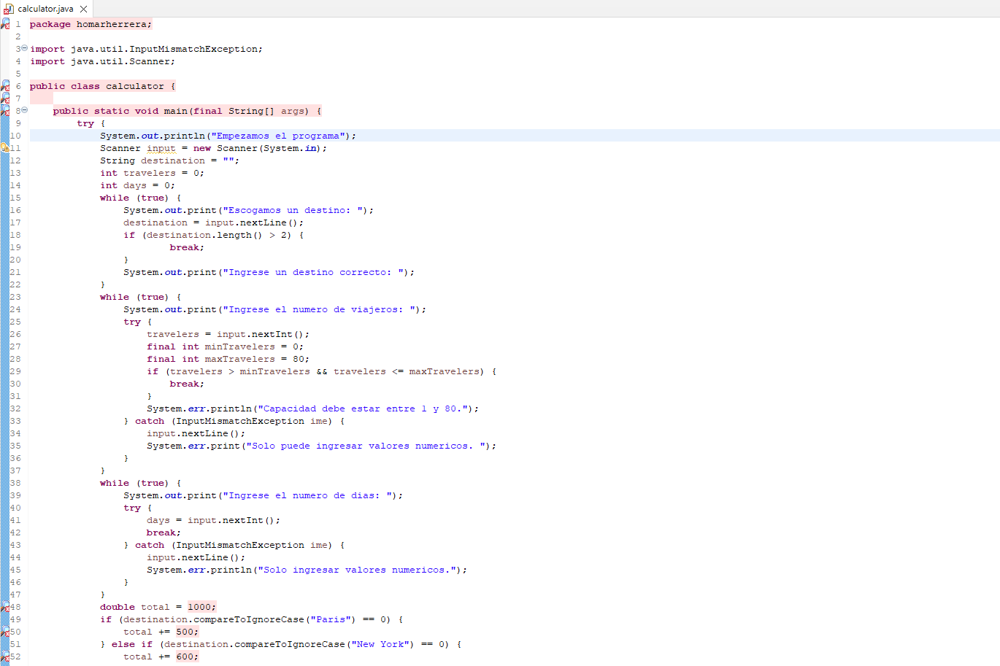 calculator.java
1 package homarherrera;
2
3 import java.util.InputMismatchException;
4 import java.util.Scanner;
5
6 public class calculator {
7
8     public static void main(final String[] args) {
9         try {
10             System.out.println("Empezamos el programa");
11             Scanner input = new Scanner(System.in);
12             String destination = "";
13             int travelers = 0;
14             int days = 0;
15             while (true) {
16                 System.out.print("Escogamos un destino: ");
17                 destination = input.nextLine();
18                 if (destination.length() > 2) {
19                         break;
20                 }
21                 System.out.print("Ingrese un destino correcto: ");
22             }
23             while (true) {
24                 System.out.print("Ingrese el numero de viajeros: ");
25                 try {
26                     travelers = input.nextInt();
27                     final int minTravelers = 0;
28                     final int maxTravelers = 80;
29                     if (travelers > minTravelers && travelers <= maxTravelers) {
30                         break;
31                     }
32                     System.err.println("Capacidad debe estar entre 1 y 80.");
33                 } catch (InputMismatchException ime) {
34                     input.nextLine();
35                     System.err.print("Solo puede ingresar valores numericos. ");
36                 }
37             }
38             while (true) {
39                 System.out.print("Ingrese el numero de dias: ");
40                 try {
41                     days = input.nextInt();
42                     break;
43                 } catch (InputMismatchException ime) {
44                     input.nextLine();
45                     System.err.println("Solo ingresar valores numericos.");
46                 }
47             }
48             double total = 1000;
49             if (destination.compareToIgnoreCase("Paris") == 0) {
50                 total += 500;
51             } else if (destination.compareToIgnoreCase("New York") == 0) {
52                 total += 600;